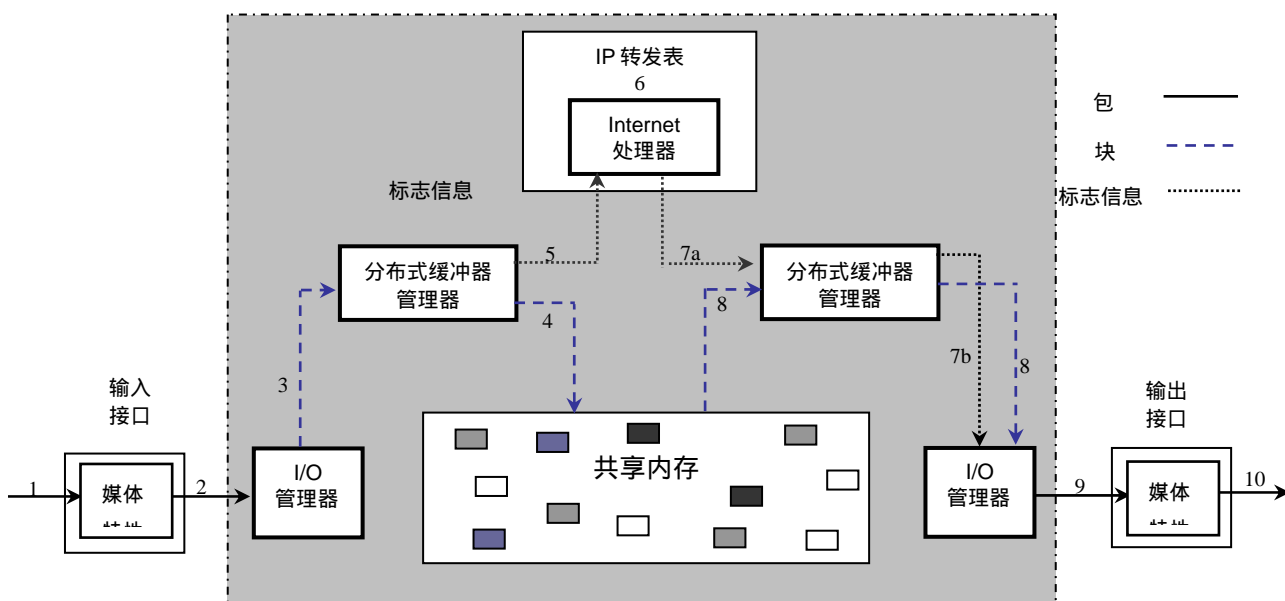 IP 转发表
6
Internet
处理器
包
块
标志信息
标志信息
5
7a
分布式缓冲器
管理器
分布式缓冲器
管理器
4
8
3
7b
8
输入
接口
输出
接口
共享内存
I/O
管理器
I/O
管理器
1
媒体
2
9
媒体
10